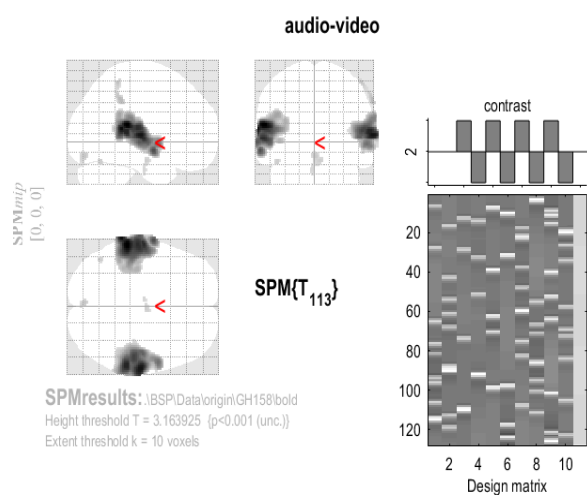 audio-video
contrast
2
SPMmip
[0, 0, 0]
<
<
<
SPM{T113}
20
40
60
80
100
120
2 4 6 8 10
Design matrix
SPMresults: .\BSP\Data\origin\GH158\bold
Height threshold T = 3.163925 {p<0.001 (unc.)}
Extent threshold k = 10 voxels